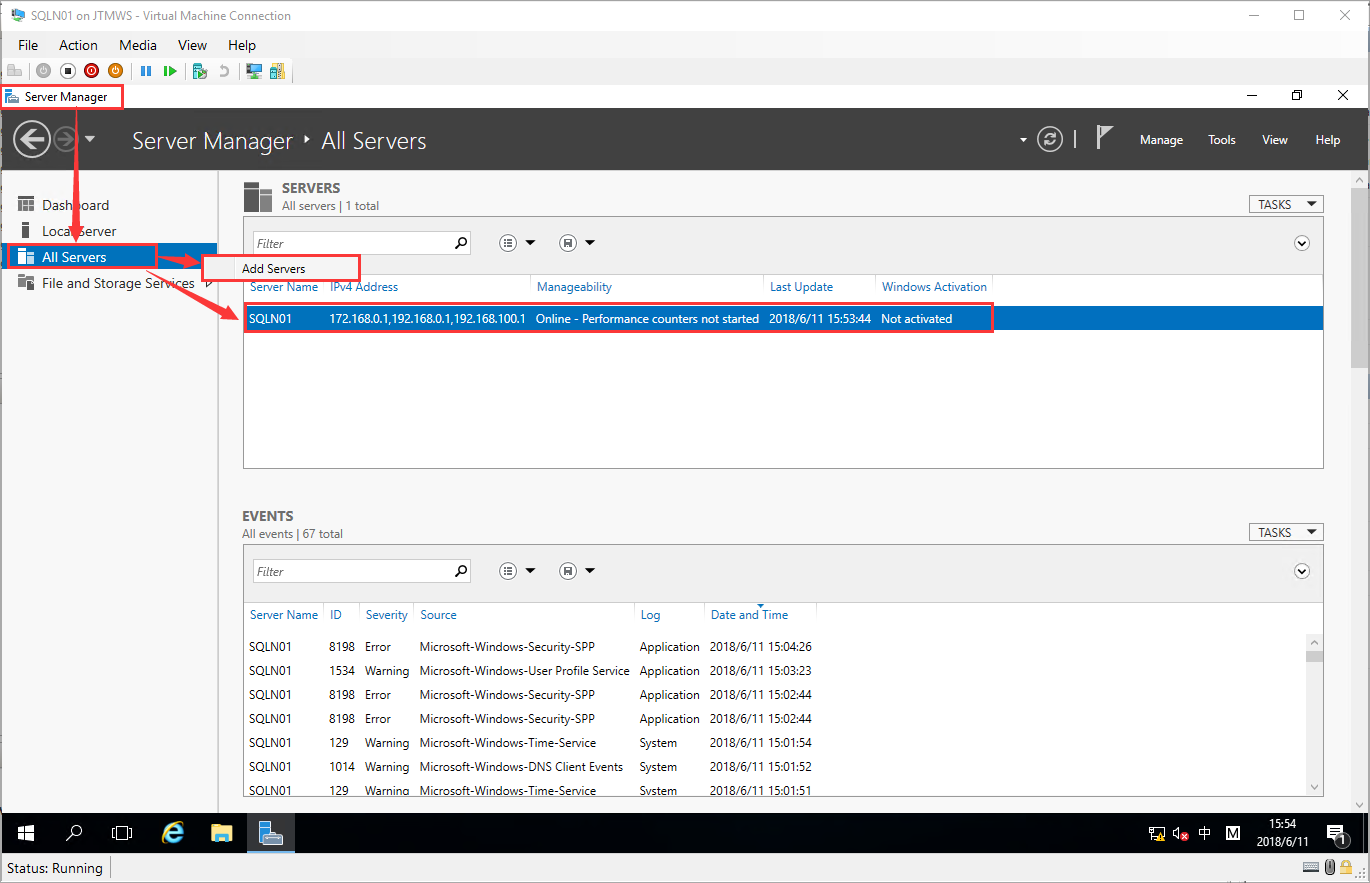 SQLN01 on JTMWS - Virtual Machine Connection
File Action Media View Help
Server Manager
Server Manager All Servers
Manage Tools View Help
Dashboard
Local Server
All Servers
File and Storage Services
Add Servers
SERVERS
All servers | 1 total
TASKS
Filter
Server Name IPv4 Address Manageability Last Update Windows Activation
SQLN01 172.168.0.1,192.168.0.1,192.168.100.1 Online - Performance counters not started 2018/6/11 15:53:44 Not activated
EVENTS
All events | 67 total
TASKS
Filter
Server Name ID Severity Source Log Date and Time
SQLN01 8198 Error Microsoft-Windows-Security-SPP Application 2018/6/11 15:04:26
SQLN01 1534 Warning Microsoft-Windows-User Profile Service Application 2018/6/11 15:03:23
SQLN01 8198 Error Microsoft-Windows-Security-SPP Application 2018/6/11 15:02:44
SQLN01 8198 Error Microsoft-Windows-Security-SPP Application 2018/6/11 15:02:44
SQLN01 129 Warning Microsoft-Windows-Time-Service System 2018/6/11 15:01:54
SQLN01 1014 Warning Microsoft-Windows-DNS Client Events System 2018/6/11 15:01:52
SQLN01 129 Warning Microsoft-Windows-Time-Service System 2018/6/11 15:01:51
中 M
15:54
2018/6/11
1
Status: Running